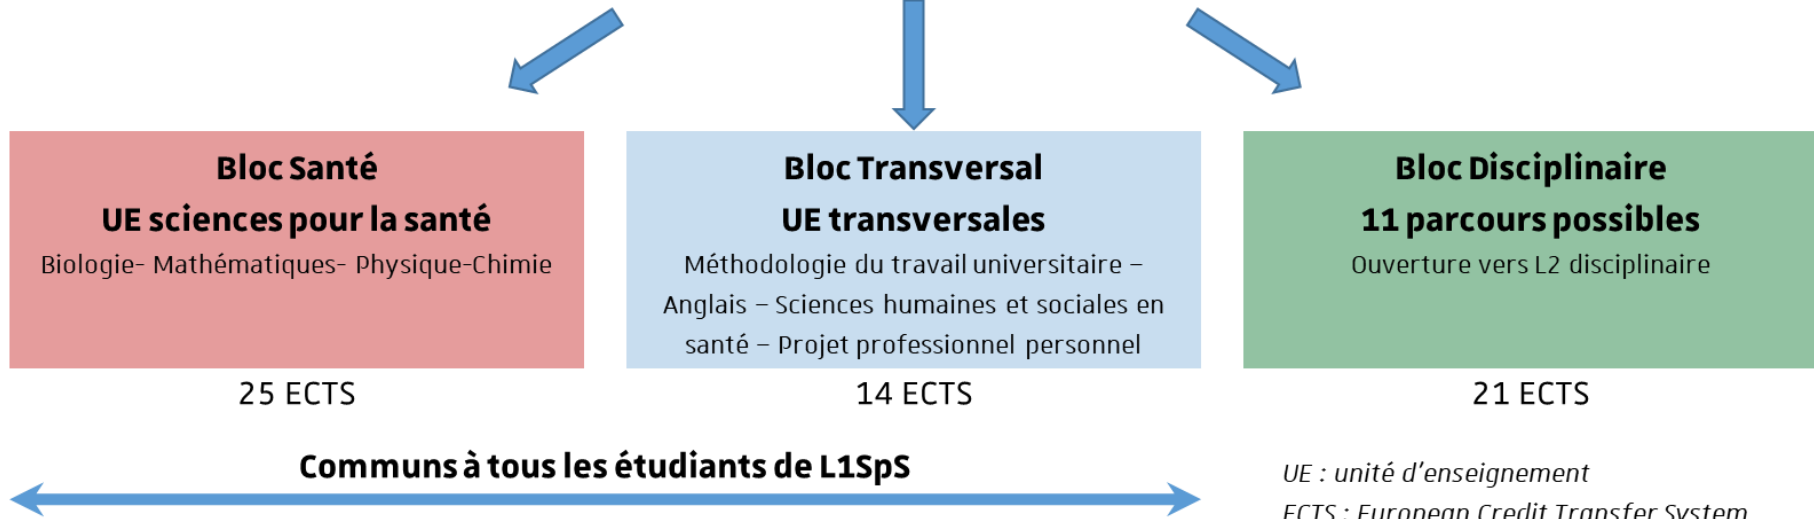 Bloc Santé
UE sciences pour la santé
Biologie- Mathématiques- Physique-Chimie
25 ECTS
Bloc Transversal
UE transversales
Méthodologie du travail universitaire –
Anglais – Sciences humaines et sociales en
santé – Projet professionnel personnel
14 ECTS
Bloc Disciplinaire
11 parcours possibles
Ouverture vers L2 disciplinaire
21 ECTS
Communs à tous les étudiants de L1SpS
UE : unité d'enseignement
ECTS : European Credit Transfer System